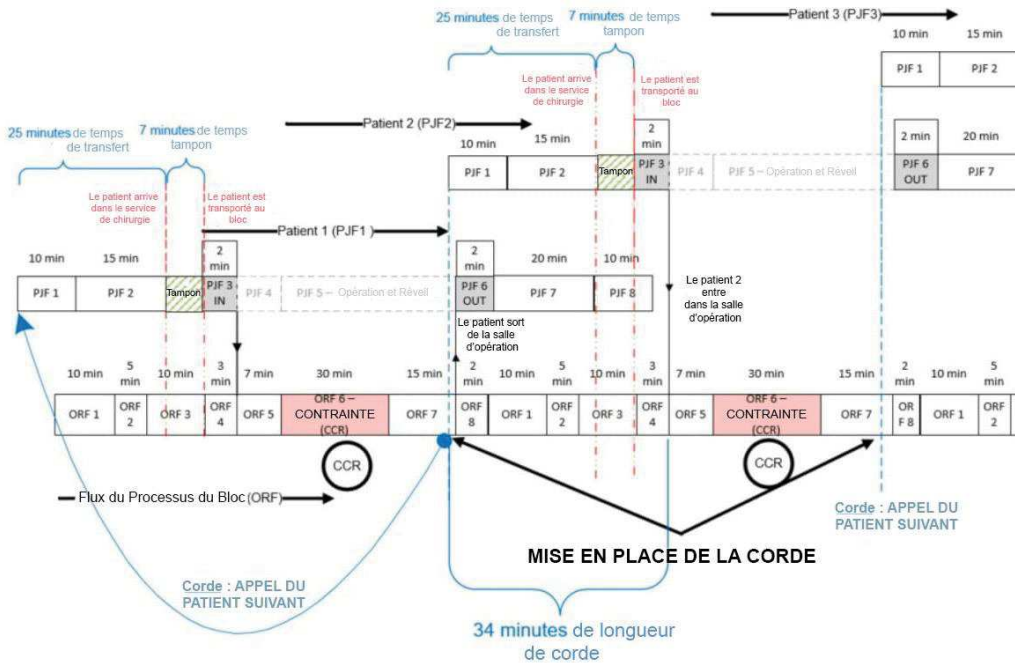 25 minutes de temps
de transfert
7 minutes de temps
tampon
Patient 3 (PJF3)
10 min
15 min
PJF 1
PJF 2
Le patient arrive
dans le service
de chirurgie
Le patient est
transporté au
bloc
25 minutes de temps
de transfert
7 minutes de temps
tampon
Patient 2 (PJF2)
10 min
15 min
2
min
2 min
20 min
PJF 1
PJF 2
Tampon
PJF 3
IN
PJF 4
PJF 5 – Opération et Réveil
PJF 6
OUT
PJF 7
Le patient arrive
dans le service
de chirurgie
Le patient est
transporté au
bloc
Patient 1 (PJF1 )
10 min
15 min
2
min
2
min
20 min
10 min
PJF 1
PJF 2
Tampon
PJF 3
IN
PJF 4
PJF 5 – Opération et Réveil
PJF 6
OUT
PJF 7
PJF 8
Le patient 2
entre
dans la salle
d'opération
Le patient sort
de la salle
d'opération
10 min
5
min
10 min
3
min
7 min
30 min
15 min
2
min
10 min
5
min
10 min
3
min
7 min
30 min
15 min
2
min
10 min
5
min
ORF 1
ORF
2
ORF 3
ORF
4
ORF 5
ORF 6 –
CONTRAINTE
(CCR)
ORF 7
ORF
8
ORF 1
ORF
2
ORF 3
ORF
4
ORF 5
ORF 6 –
CONTRAINTE
(CCR)
ORF 7
OR
F 8
ORF 1
ORF
2
CCR
CCR
Flux du Processus du Bloc (ORF)
Corde : APPEL DU
PATIENT SUIVANT
MISE EN PLACE DE LA CORDE
Corde : APPEL DU
PATIENT SUIVANT
34 minutes de longueur
de corde